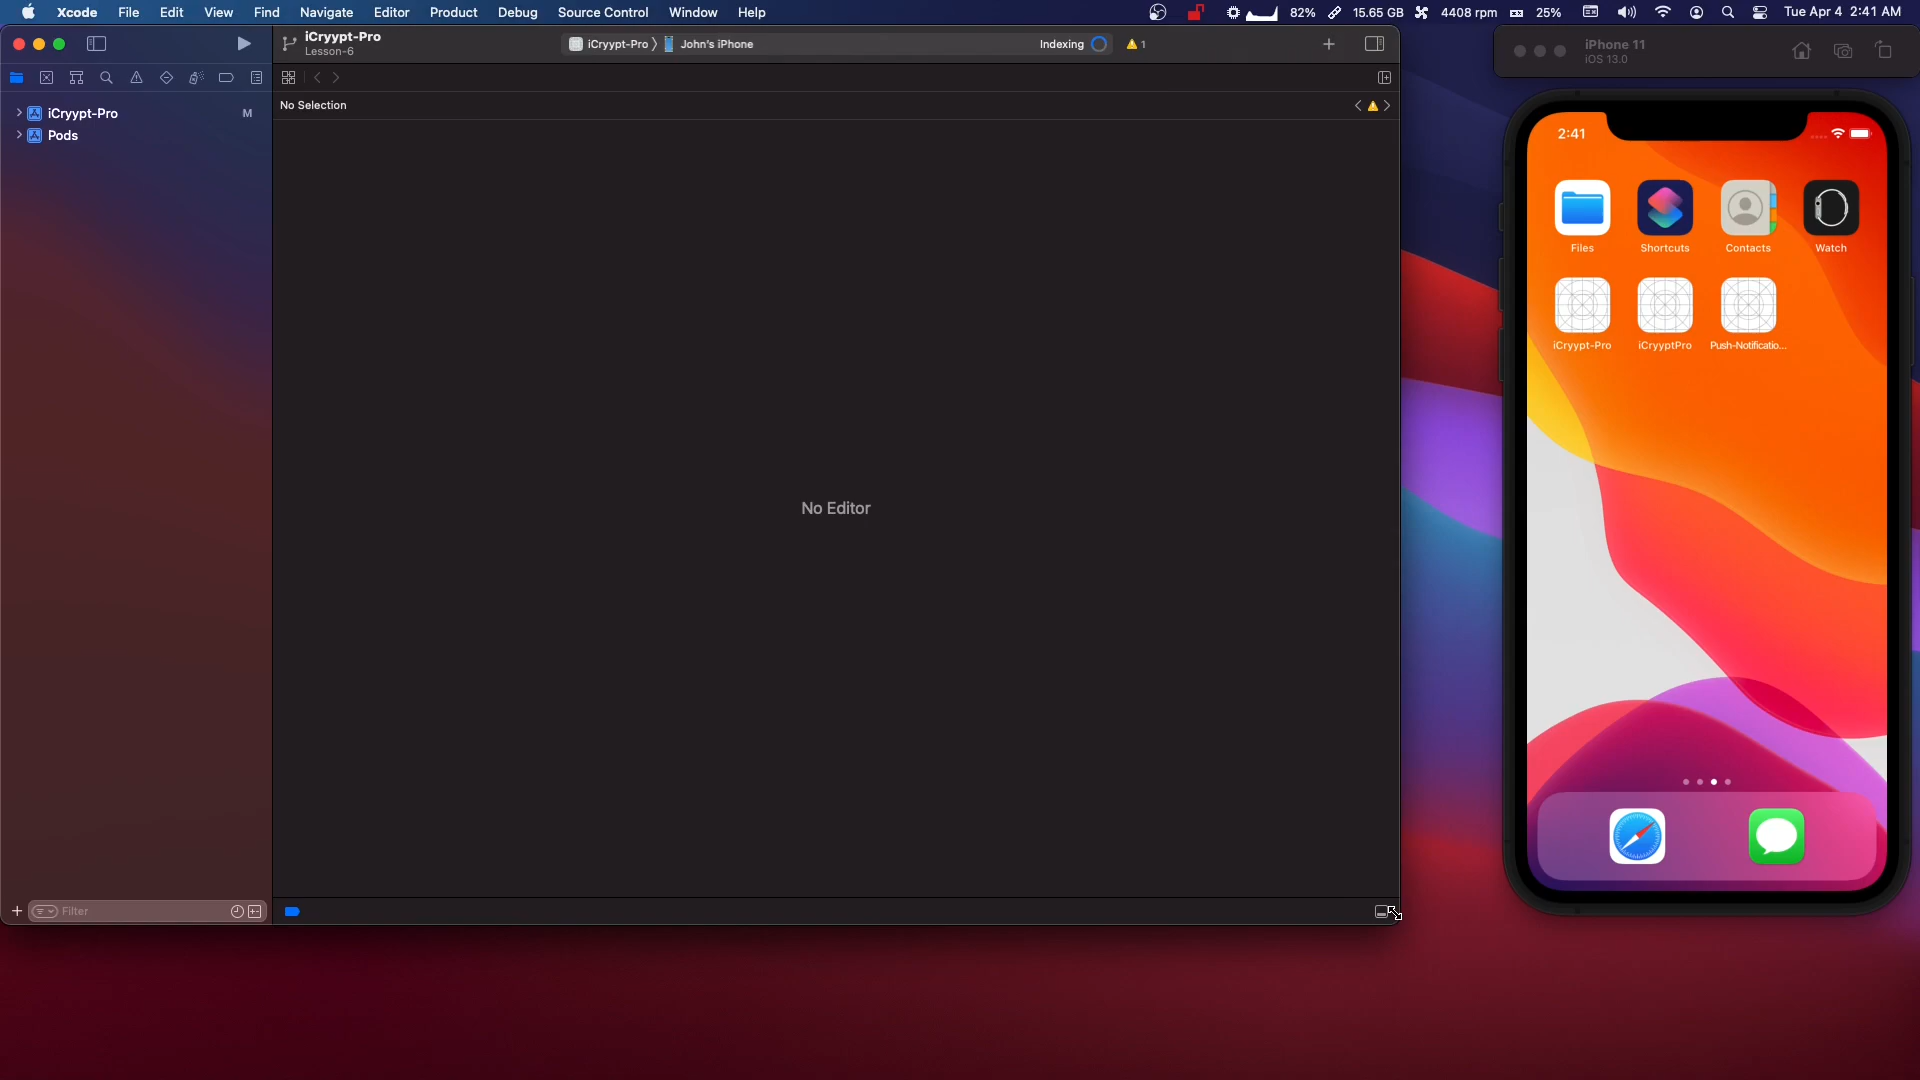 Xcode File Edit View Find Navigate Editor Product Debug Source Control Window Help 82% 15.65 GB 4408 rpm 25% Tue Apr 4 2:41 AM
iCryypt-Pro
Lesson-6
iCryypt-Pro John's iPhone Indexing 1
iPhone 11
iOS 13.0
No Selection
iCryypt-Pro M
Pods
2:41
Files Shortcuts Contacts Watch
iCryypt-Pro iCryyptPro Push-Notificatio...
No Editor
Filter